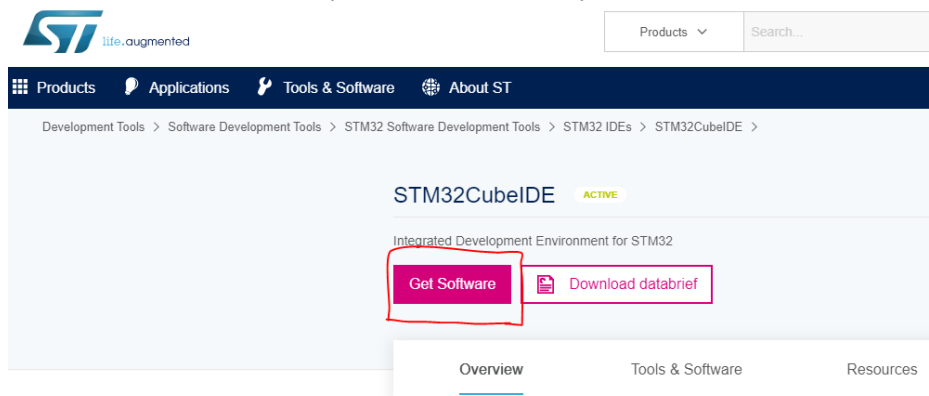 life.augmented
Products
Search...
Products
Applications
Tools & Software
About ST
Development Tools > Software Development Tools > STM32 Software Development Tools > STM32 IDEs > STM32CubeIDE >
STM32CubeIDE ACTIVE
Integrated Development Environment for STM32
Get Software
Download databrief
Overview
Tools & Software
Resources